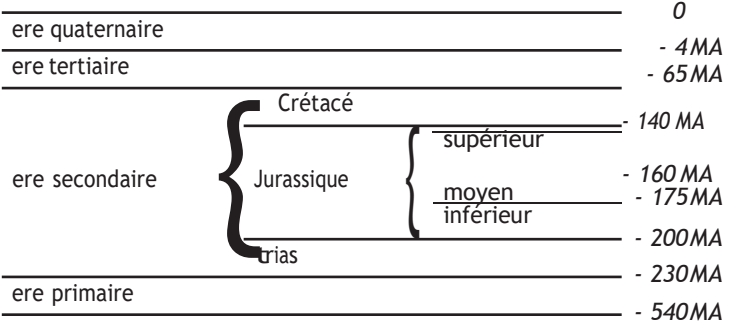 0
ere quaternaire
- 4MA
ere tertiaire
- 65MA
Crétacé
- 140 MA
supérieur
ere secondaire
Jurassique
- 160 MA
moyen
- 175MA
inférieur
- 200MA
trias
- 230MA
ere primaire
- 540MA